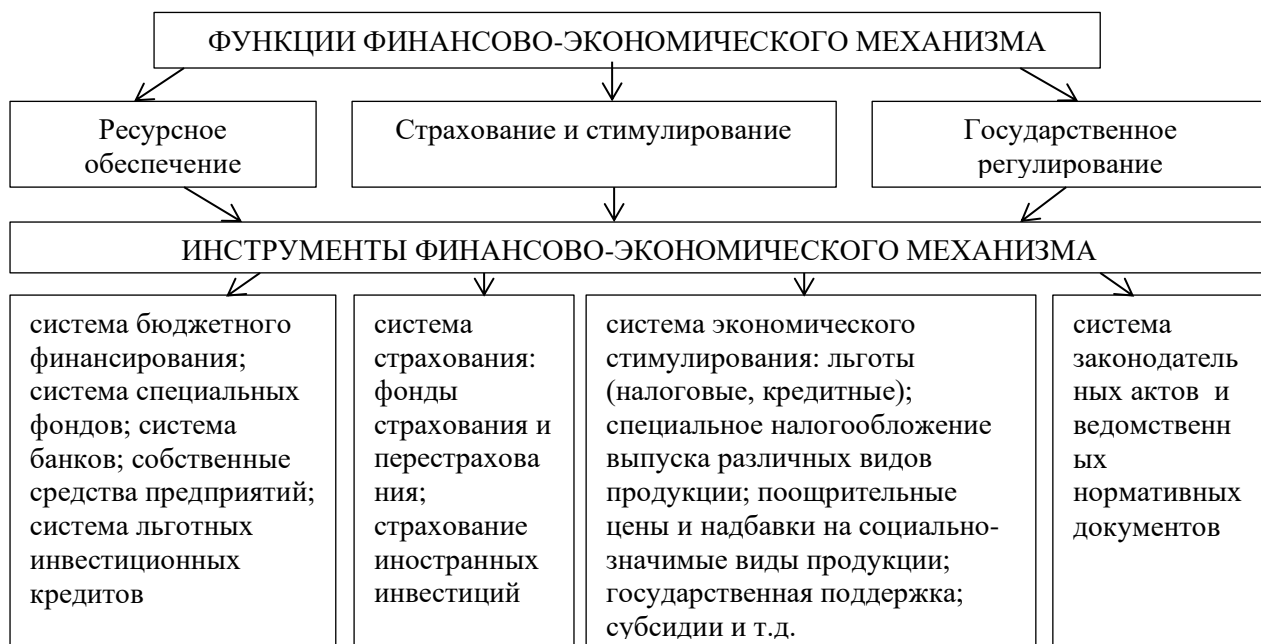 ФУНКЦИИ ФИНАНСОВО-ЭКОНОМИЧЕСКОГО МЕХАНИЗМА
Ресурсное
обеспечение
Страхование и стимулирование
Государственное
регулирование
ИНСТРУМЕНТЫ ФИНАНСОВО-ЭКОНОМИЧЕСКОГО МЕХАНИЗМА
система бюджетного
финансирования;
система специальных
фондов; система
банков; собственные
средства предприятий;
система льготных
инвестиционных
кредитов
система
страхования:
фонды
страхования и
перестрахова
ния;
страхование
иностранных
инвестиций
система экономического
стимулирования: льготы
(налоговые, кредитные);
специальное налогообложение
выпуска различных видов
продукции; поощрительные
цены и надбавки на социально-
значимые виды продукции;
государственная поддержка;
субсидии и т.д.
система
законодатель
ных актов и
ведомственн
ых
нормативных
документов